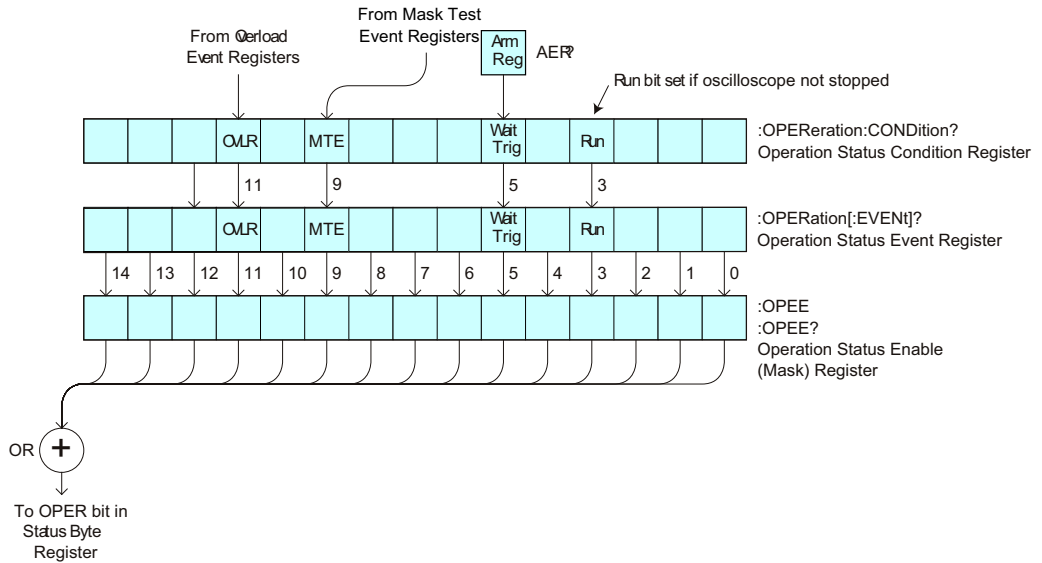 From Mask Test
Event Registers
From Overload
Event Registers
Arm
Reg
AER?
Run bit set if oscilloscope not stopped
OVLR
MTE
Wait
Trig
Run
:OPEReration:CONDition?
Operation Status Condition Register
11
9
5
3
OVLR
MTE
Wait
Trig
Run
:OPERation[:EVENt]?
Operation Status Event Register
14
13
12
11
10
9
8
7
6
5
4
3
2
1
0
:OPEE
:OPEE?
Operation Status Enable
(Mask) Register
OR
+
To OPER bit in
Status Byte
Register